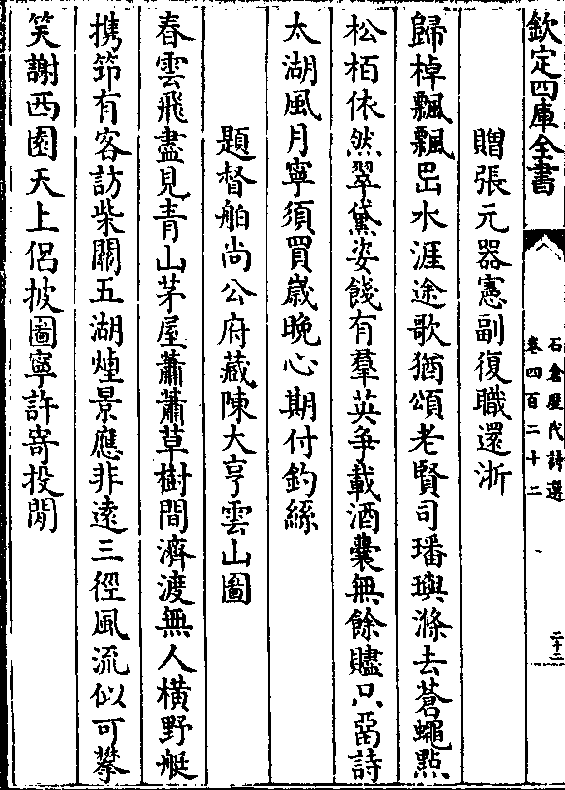 欽定四庫全書
石倉歷代詩選
卷四百二十二
二十二
贈張元器憲副復職還浙
歸棹飄飄出水涯途歌猶頌老賢司璠璵滌去蒼蠅點
松栢依然翠黛姿餞有羣英爭載酒囊無餘贐只䘮詩
太湖風月寧須買嵗晚心期付釣絲
題督舶尚公府藏陳大亨雲山圖
春雲飛盡見青山茅屋蕭蕭草樹間濟渡無人橫野艇
攜笻有客訪柴關五湖煙景應非遠三徑風流似可攀
笑謝西園天上侣披圖寧許寄投閒